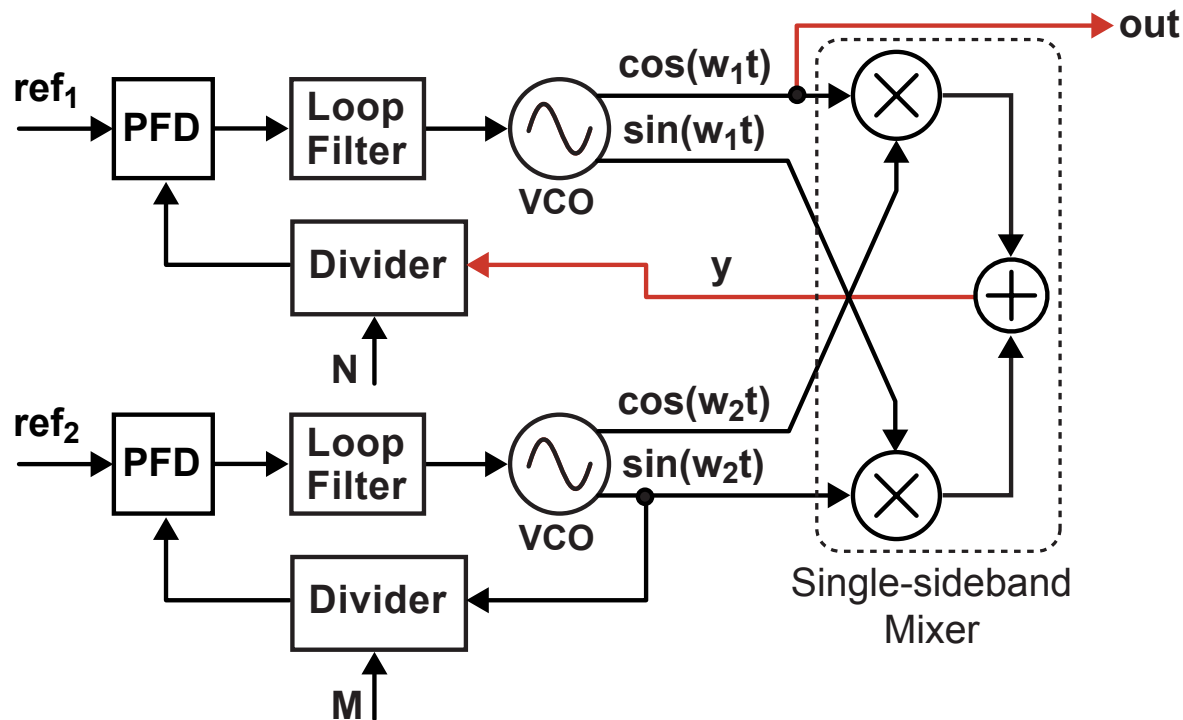 out
cos(w₁t)
ref₁
PFD
Loop
Filter
sin(w₁t)
VCO
Divider
y
N
cos(w₂t)
ref₂
PFD
Loop
Filter
sin(w₂t)
VCO
Divider
Single-sideband
Mixer
M